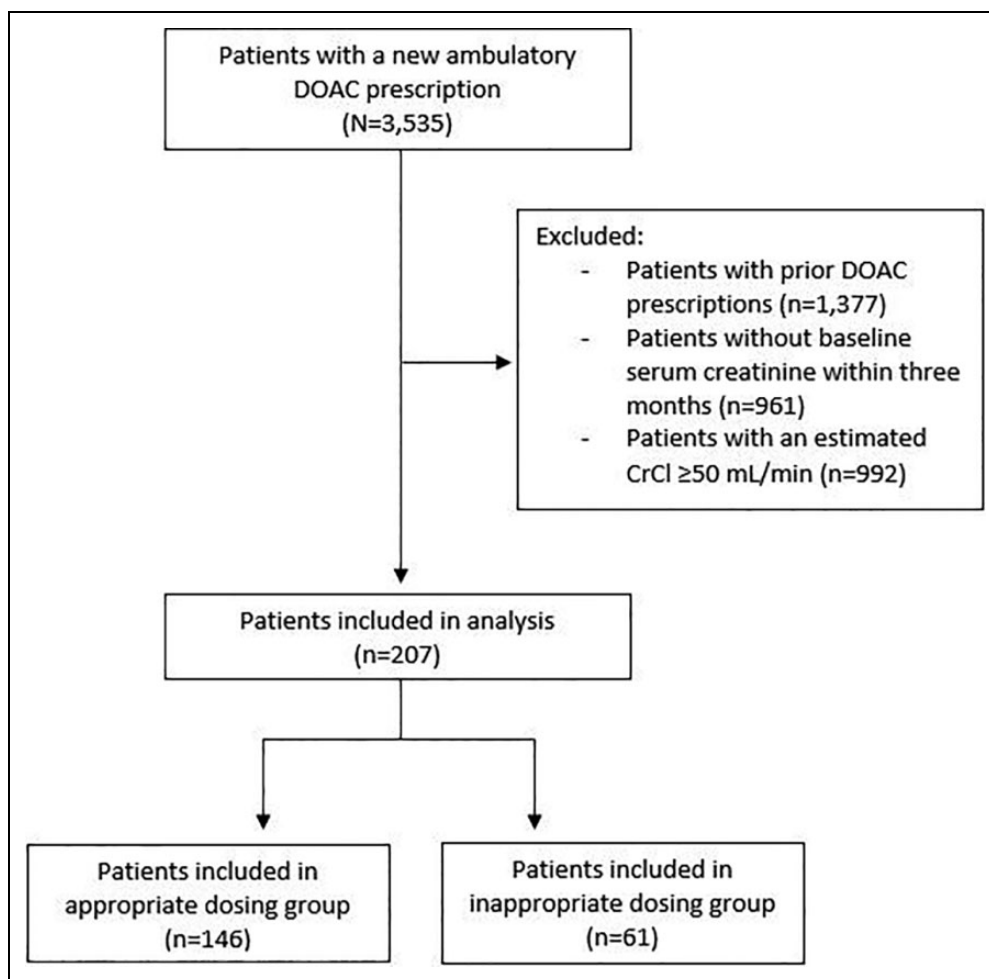 Patients with a new ambulatory
DOAC prescription
(N=3,535)
Excluded:
- Patients with prior DOAC
prescriptions (n=1,377)
- Patients without baseline
serum creatinine within three
months (n=961)
- Patients with an estimated
CrCl ≥50 mL/min (n=992)
Patients included in analysis
(n=207)
Patients included in
appropriate dosing group
(n=146)
Patients included in
inappropriate dosing group
(n=61)